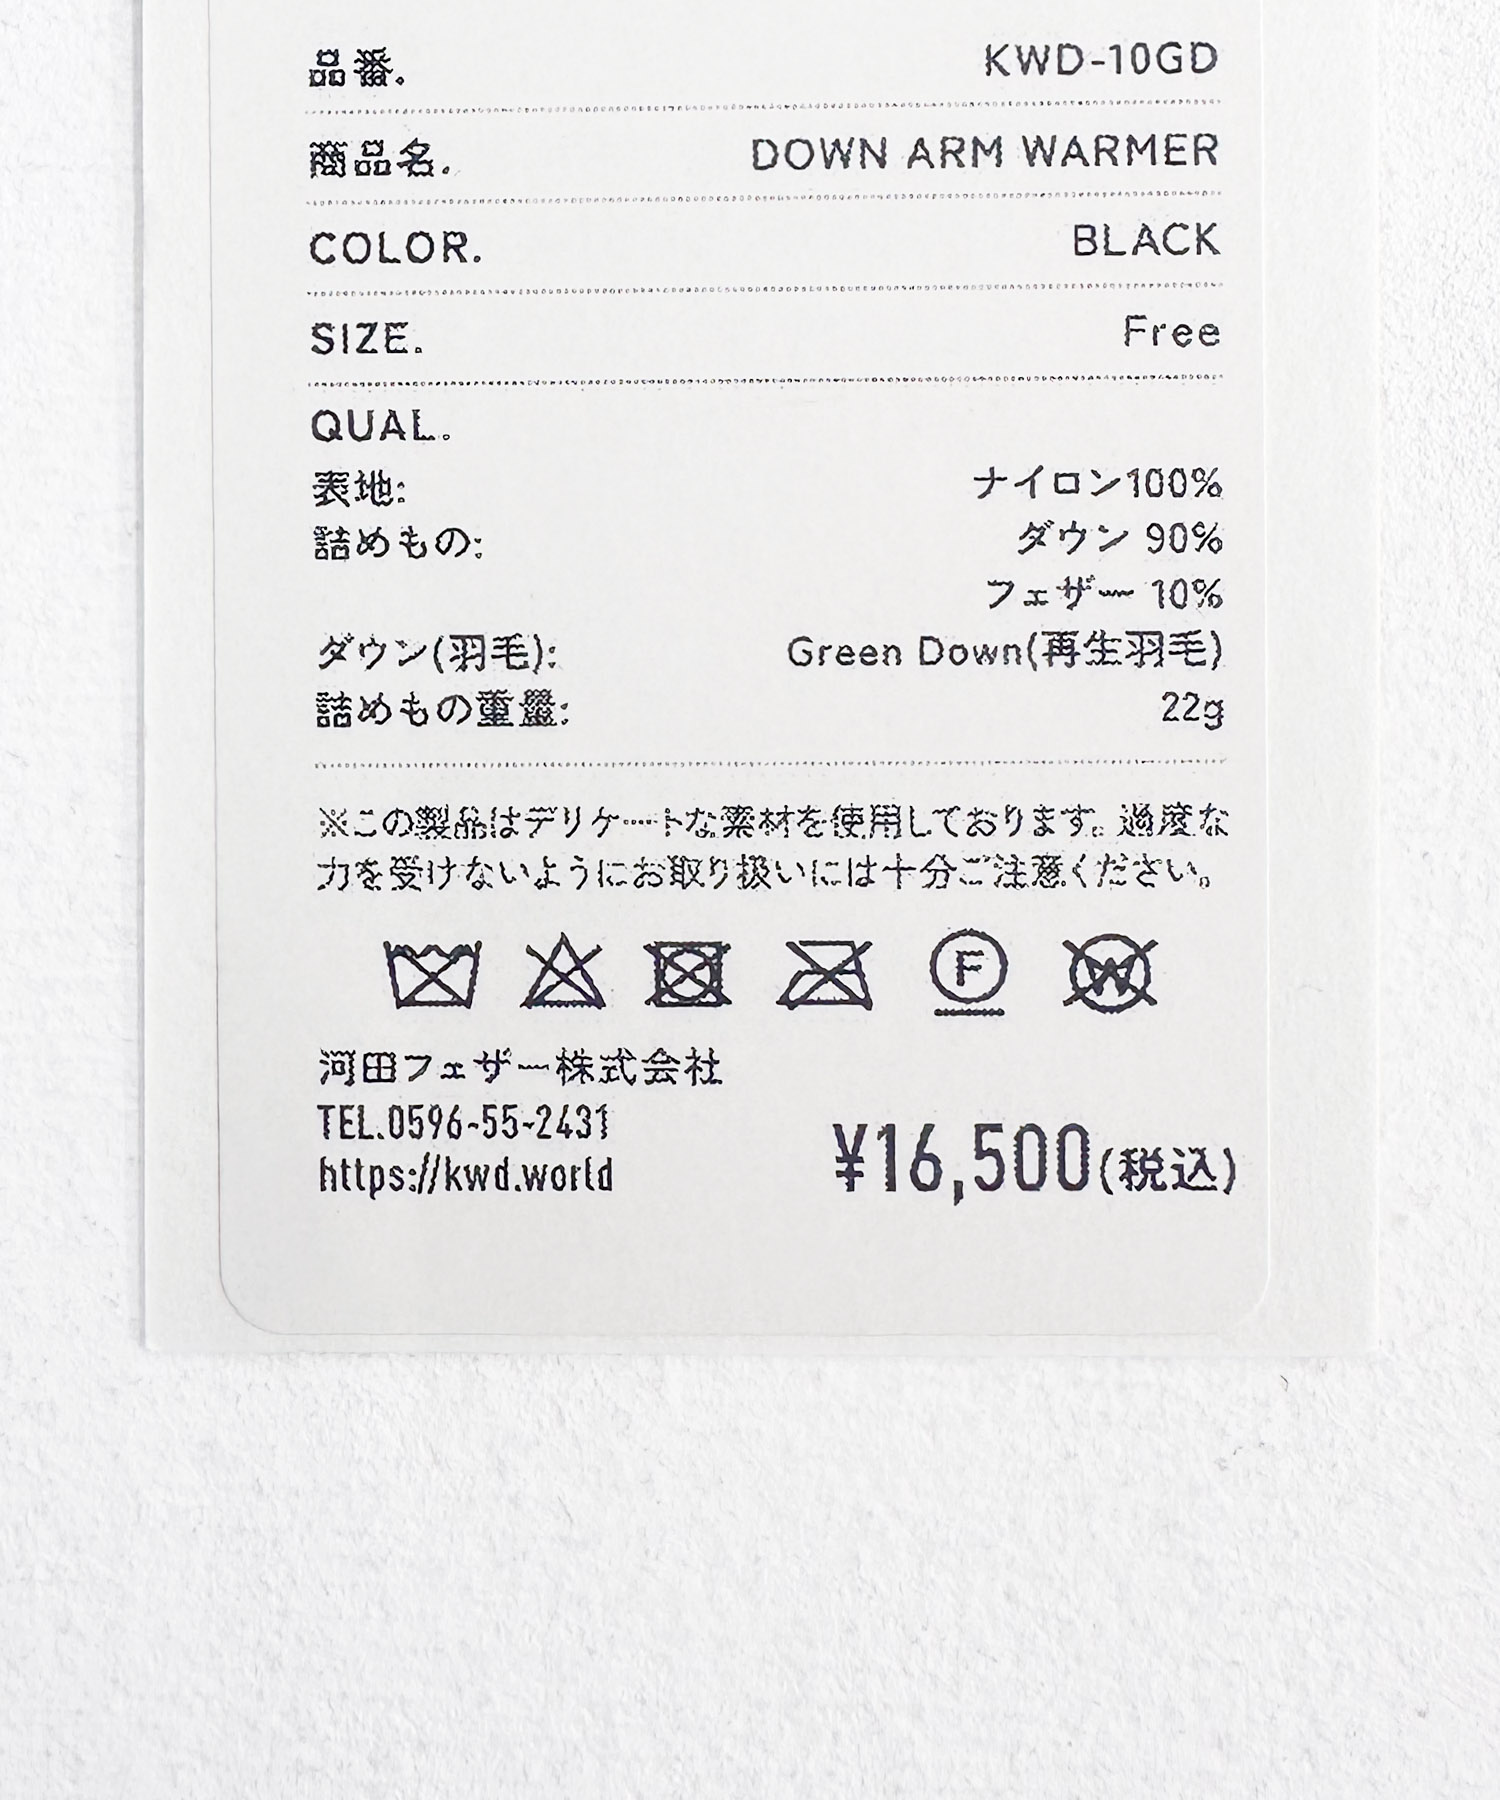 品番. KWD-10GD
商品名. DOWN ARM WARMER
COLOR. BLACK
SIZE. Free
QUAL.
表地: ナイロン100%
詰めもの: ダウン 90%
フェザー 10%
ダウン(羽毛): Green Down(再生羽毛)
詰めもの重量: 22g
※この製品はデリケートな素材を使用しております。過度な
力を受けないようにお取り扱いには十分ご注意ください。
F W
河田フェザー株式会社
TEL.0596-55-2431
https://kwd.world
¥16,500(税込)